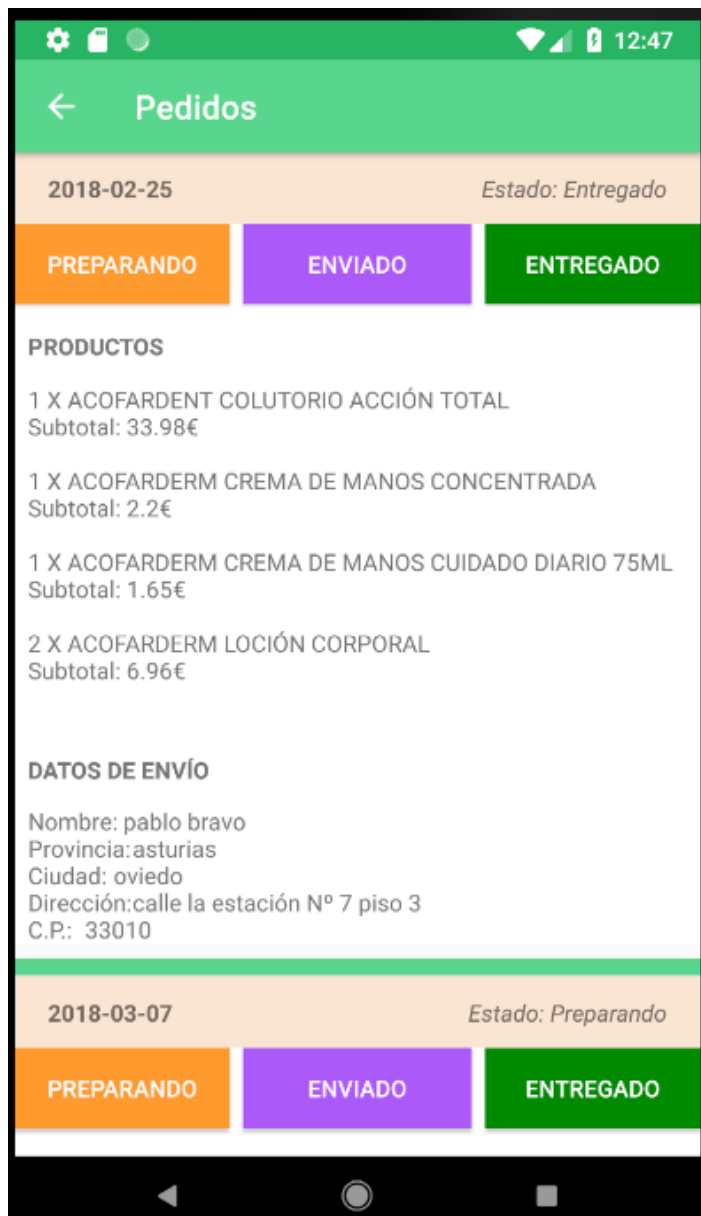 12:47
Pedidos
2018-02-25 Estado: Entregado
PREPARANDO ENVIADO ENTREGADO
PRODUCTOS
1 X ACOFARDENT COLUTORIO ACCIÓN TOTAL
Subtotal: 33.98€
1 X ACOFARDERM CREMA DE MANOS CONCENTRADA
Subtotal: 2.2€
1 X ACOFARDERM CREMA DE MANOS CUIDADO DIARIO 75ML
Subtotal: 1.65€
2 X ACOFARDERM LOCIÓN CORPORAL
Subtotal: 6.96€
DATOS DE ENVÍO
Nombre: pablo bravo
Provincia:asturias
Ciudad: oviedo
Dirección:calle la estación Nº 7 piso 3
C.P.: 33010
2018-03-07 Estado: Preparando
PREPARANDO ENVIADO ENTREGADO